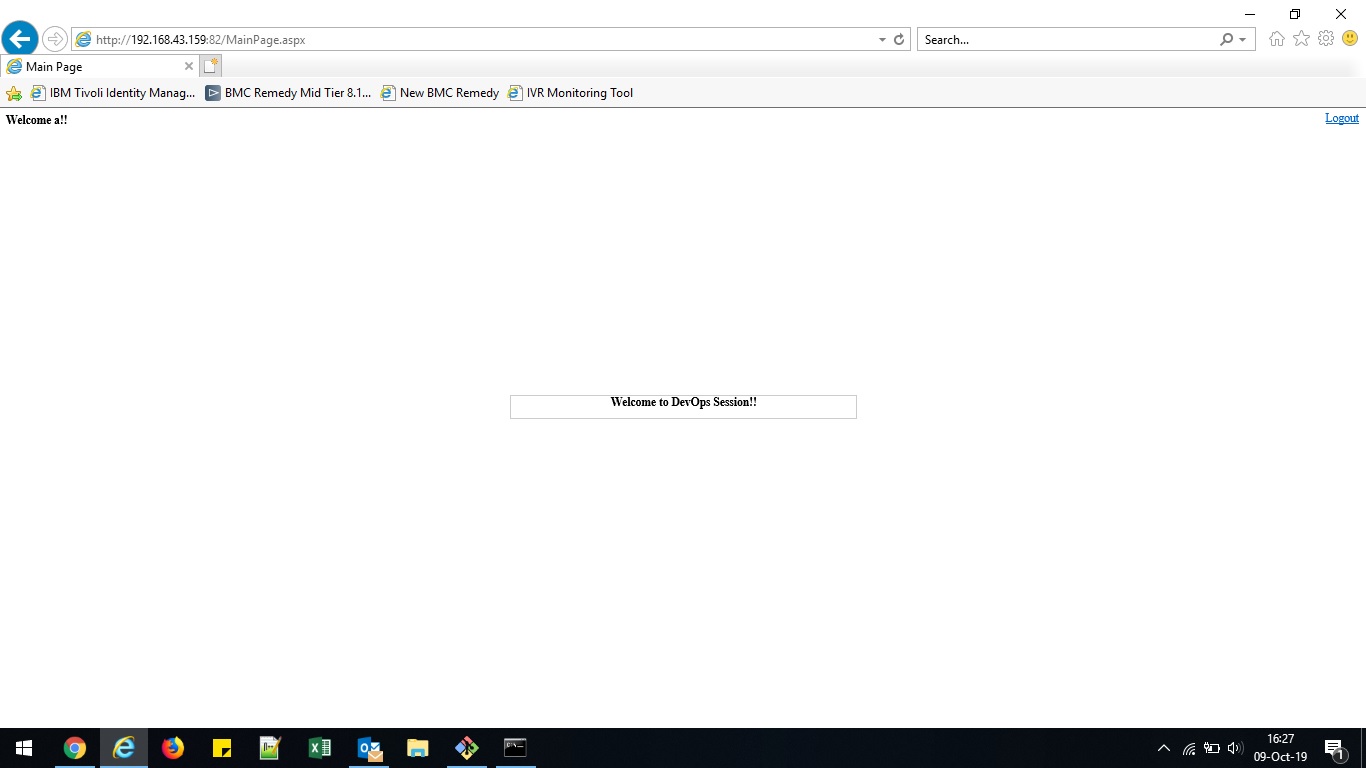 http://192.168.43.159:82/MainPage.aspx
Search...
Main Page
IBM Tivoli Identity Manag...
BMC Remedy Mid Tier 8.1...
New BMC Remedy
IVR Monitoring Tool
Welcome a!!
Logout
Welcome to DevOps Session!!
16:27
09-Oct-19
1